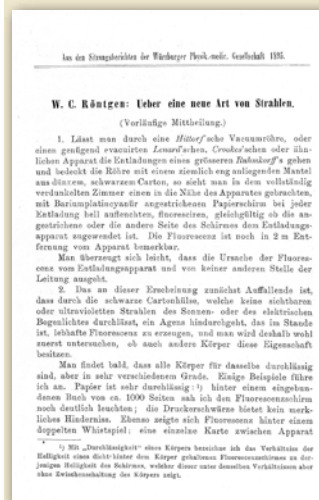 Aus den Sitzungsberichten der Würzburger Physik.-medic. Gesellschaft 1895.
W. C. Röntgen: Ueber eine neue Art von Strahlen.
(Vorläufige Mittheilung.)
1. Lässt man durch eine Hittorf'sche Vacuumröhre, oder
einen genügend evacuirten Lenard'schen, Crookes'schen oder ähn-
lichen Apparat die Entladungen eines grösseren Ruhmkorff's gehen
und bedeckt die Röhre mit einem ziemlich eng anliegenden Mantel
aus dünnem, schwarzem Carton, so sieht man in dem vollständig
verdunkelten Zimmer einen in die Nähe des Apparates gebrachten,
mit Bariumplatincyanür angestrichenen Papierschirm bei jeder
Entladung hell aufleuchten, fluoresciren, gleichgültig ob die an-
gestrichene oder die andere Seite des Schirmes dem Entladungs-
apparat zugewendet ist. Die Fluorescenz ist noch in 2 m Ent-
fernung vom Apparat bemerkbar.
Man überzeugt sich leicht, dass die Ursache der Fluores-
cenz vom Entladungsapparat und von keiner anderen Stelle der
Leitung ausgeht.
2. Das an dieser Erscheinung zunächst Auffallende ist,
dass durch die schwarze Cartonhülse, welche keine sichtbaren
oder ultravioletten Strahlen des Sonnen- oder des elektrischen
Bogenlichtes durchlässt, ein Agens hindurchgeht, das im Stande
ist, lebhafte Fluorescenz zu erzeugen, und man wird deshalb wohl
zuerst untersuchen, ob auch andere Körper diese Eigenschaft
besitzen.
Man findet bald, dass alle Körper für dasselbe durchlässig
sind, aber in sehr verschiedenem Grade. Einige Beispiele führe
ich an. Papier ist sehr durchlässig: ¹) hinter einem eingebun-
denen Buch von ca. 1000 Seiten sah ich den Fluorescenzschirm
noch deutlich leuchten; die Druckerschwärze bietet kein merk-
liches Hinderniss. Ebenso zeigte sich Fluorescenz hinter einem
doppelten Whistspiel; eine einzelne Karte zwischen Apparat
¹) Mit „Durchlässigkeit" eines Körpers bezeichne ich das Verhältniss der
Helligkeit eines dicht hinter dem Körper gehaltenen Fluorescenzschirmes zu der-
jenigen Helligkeit des Schirmes, welcher dieser unter denselben Verhältnissen aber
ohne Zwischenschaltung des Körpers zeigt.